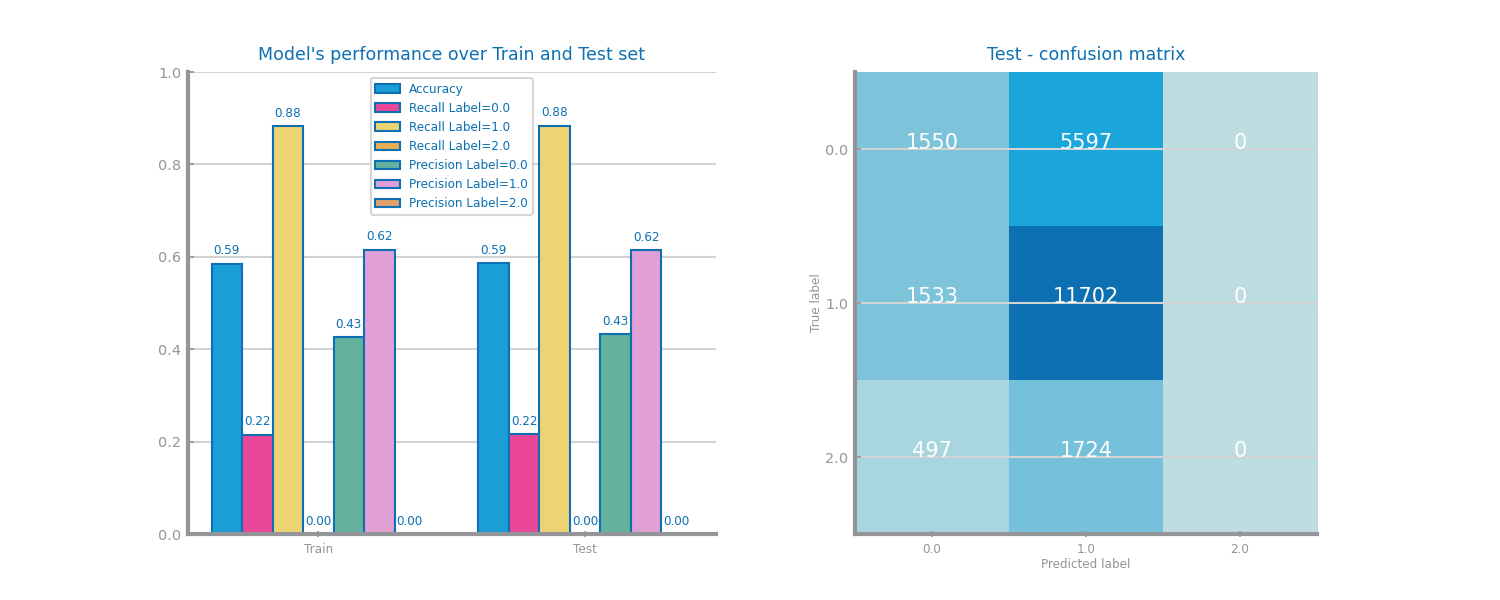 Model's performance over Train and Test set
1.0
0.8
0.6
0.4
0.2
0.0
Accuracy
Recall Label=0.0
Recall Label=1.0
Recall Label=2.0
Precision Label=0.0
Precision Label=1.0
Precision Label=2.0
0.59
0.22
0.88
0.00
0.43
0.62
0.00
0.59
0.22
0.88
0.00
0.43
0.62
0.00
Train
Test
Test - confusion matrix
True label
0.0
1550 5597 0
1.0
1533 11702 0
2.0
497 1724 0
0.0 1.0 2.0
Predicted label